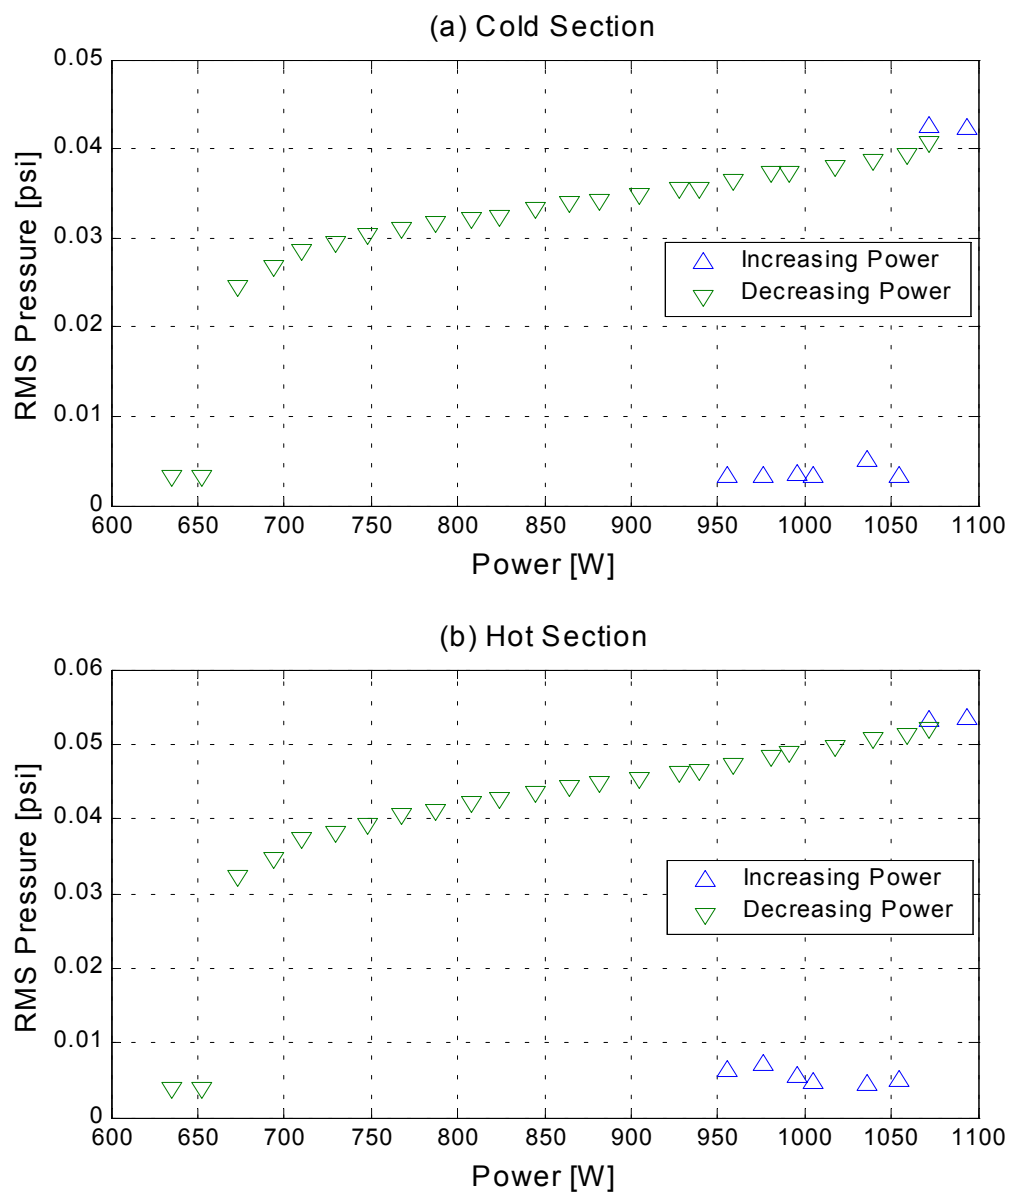 (a) Cold Section
0.05
0.04
0.03
0.02
0.01
0
RMS Pressure [psi]
Increasing Power
Decreasing Power
600 650 700 750 800 850 900 950 1000 1050 1100
Power [W]
(b) Hot Section
0.06
0.05
0.04
0.03
0.02
0.01
0
RMS Pressure [psi]
Increasing Power
Decreasing Power
600 650 700 750 800 850 900 950 1000 1050 1100
Power [W]